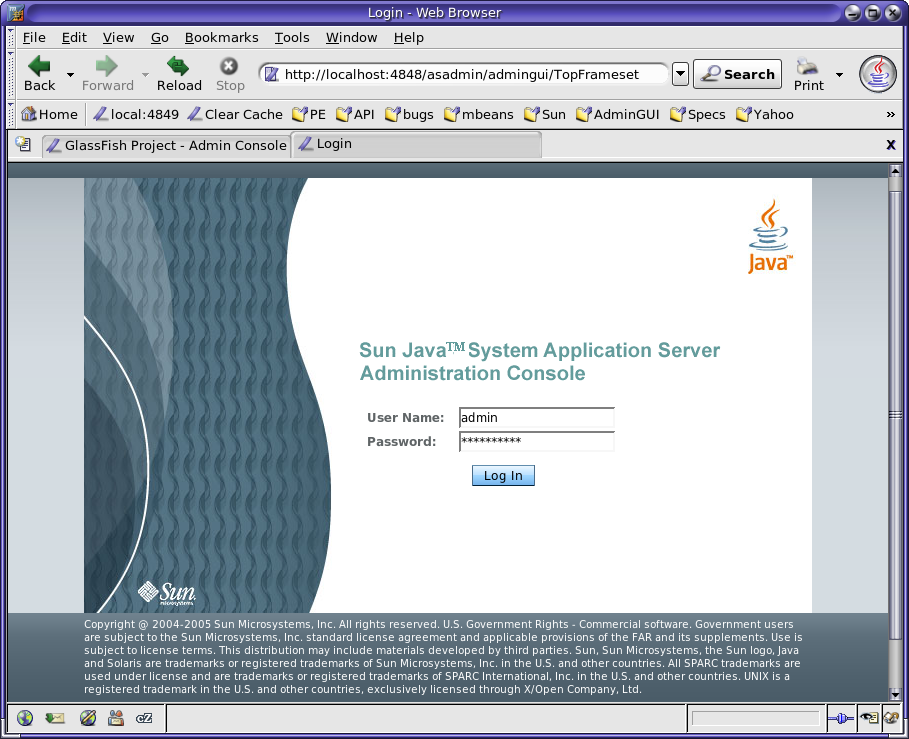 Login - Web Browser
File Edit View Go Bookmarks Tools Window Help
http://localhost:4848/asadmin/admingui/TopFrameset
Search
Back Forward Reload Stop Print
Home local:4849 Clear Cache PE API bugs mbeans Sun AdminGUI Specs Yahoo »
GlassFish Project - Admin Console Login X
Java™
Sun Java™ System Application Server
Administration Console
User Name: admin
Password: **********
Log In
Sun
microsystems
Copyright @ 2004-2005 Sun Microsystems, Inc. All rights reserved. U.S. Government Rights - Commercial software. Government users
are subject to the Sun Microsystems, Inc. standard license agreement and applicable provisions of the FAR and its supplements. Use is
subject to license terms. This distribution may include materials developed by third parties. Sun, Sun Microsystems, the Sun logo, Java
and Solaris are trademarks or registered trademarks of Sun Microsystems, Inc. in the U.S. and other countries. All SPARC trademarks are
used under license and are trademarks or registered trademarks of SPARC International, Inc. in the U.S. and other countries. UNIX is a
registered trademark in the U.S. and other countries, exclusively licensed through X/Open Company, Ltd.
cZ